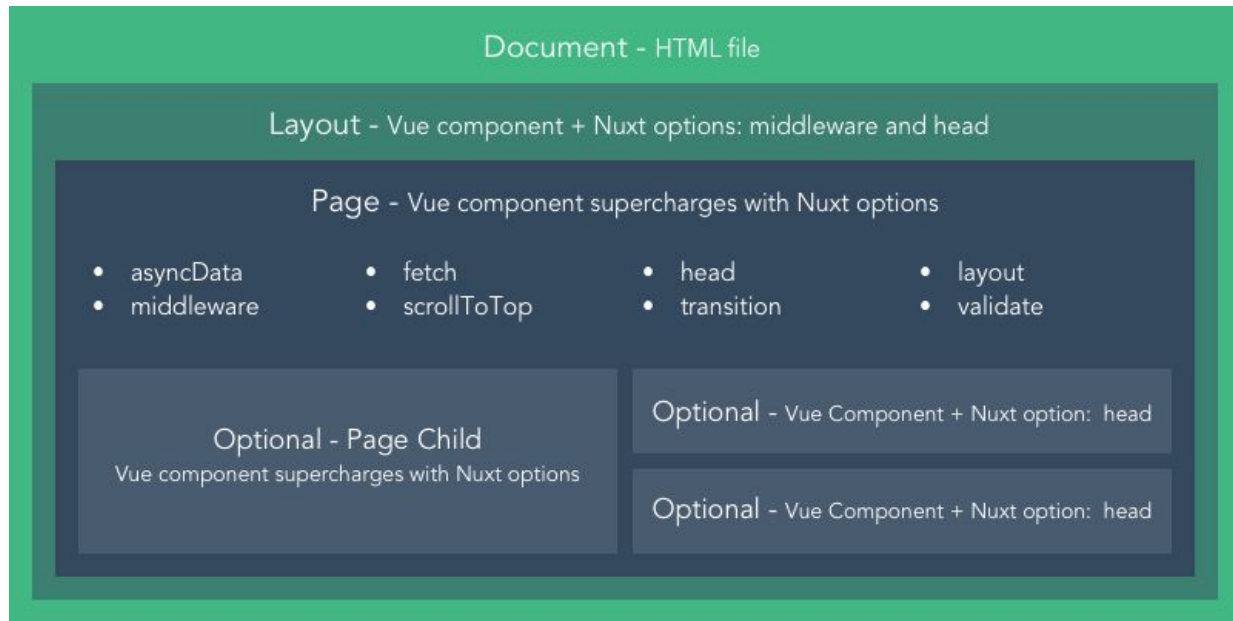 Document - HTML file
Layout - Vue component + Nuxt options: middleware and head
Page - Vue component supercharges with Nuxt options
• asyncData • fetch • head • layout
• middleware • scrollToTop • transition • validate
Optional - Page Child
Vue component supercharges with Nuxt options
Optional - Vue Component + Nuxt option: head
Optional - Vue Component + Nuxt option: head